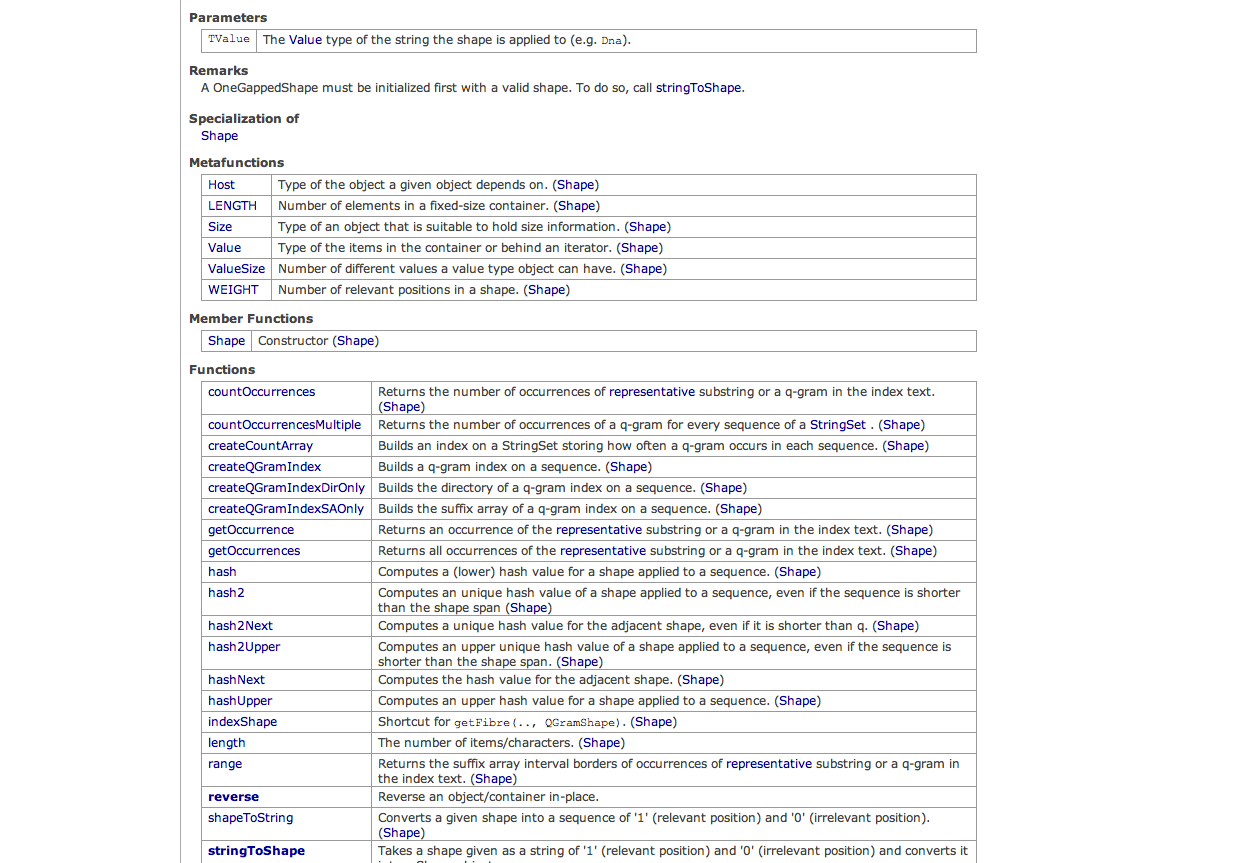 Parameters
TValue The Value type of the string the shape is applied to (e.g. Dna).
Remarks
A OneGappedShape must be initialized first with a valid shape. To do so, call stringToShape.
Specialization of
Shape
Metafunctions
Host Type of the object a given object depends on. (Shape)
LENGTH Number of elements in a fixed-size container. (Shape)
Size Type of an object that is suitable to hold size information. (Shape)
Value Type of the items in the container or behind an iterator. (Shape)
ValueSize Number of different values a value type object can have. (Shape)
WEIGHT Number of relevant positions in a shape. (Shape)
Member Functions
Shape Constructor (Shape)
Functions
countOccurrences Returns the number of occurrences of representative substring or a q-gram in the index text.
(Shape)
countOccurrencesMultiple Returns the number of occurrences of a q-gram for every sequence of a StringSet . (Shape)
createCountArray Builds an index on a StringSet storing how often a q-gram occurs in each sequence. (Shape)
createQGramIndex Builds a q-gram index on a sequence. (Shape)
createQGramIndexDirOnly Builds the directory of a q-gram index on a sequence. (Shape)
createQGramIndexSAOnly Builds the suffix array of a q-gram index on a sequence. (Shape)
getOccurrence Returns an occurrence of the representative substring or a q-gram in the index text. (Shape)
getOccurrences Returns all occurrences of the representative substring or a q-gram in the index text. (Shape)
hash Computes a (lower) hash value for a shape applied to a sequence. (Shape)
hash2 Computes an unique hash value of a shape applied to a sequence, even if the sequence is shorter
than the shape span (Shape)
hash2Next Computes a unique hash value for the adjacent shape, even if it is shorter than q. (Shape)
hash2Upper Computes an upper unique hash value of a shape applied to a sequence, even if the sequence is
shorter than the shape span. (Shape)
hashNext Computes the hash value for the adjacent shape. (Shape)
hashUpper Computes an upper hash value for a shape applied to a sequence. (Shape)
indexShape Shortcut for getFibre(.., QGramShape). (Shape)
length The number of items/characters. (Shape)
range Returns the suffix array interval borders of occurrences of representative substring or a q-gram in
the index text. (Shape)
reverse Reverse an object/container in-place.
shapeToString Converts a given shape into a sequence of '1' (relevant position) and '0' (irrelevant position).
(Shape)
stringToShape Takes a shape given as a string of '1' (relevant position) and '0' (irrelevant position) and converts it